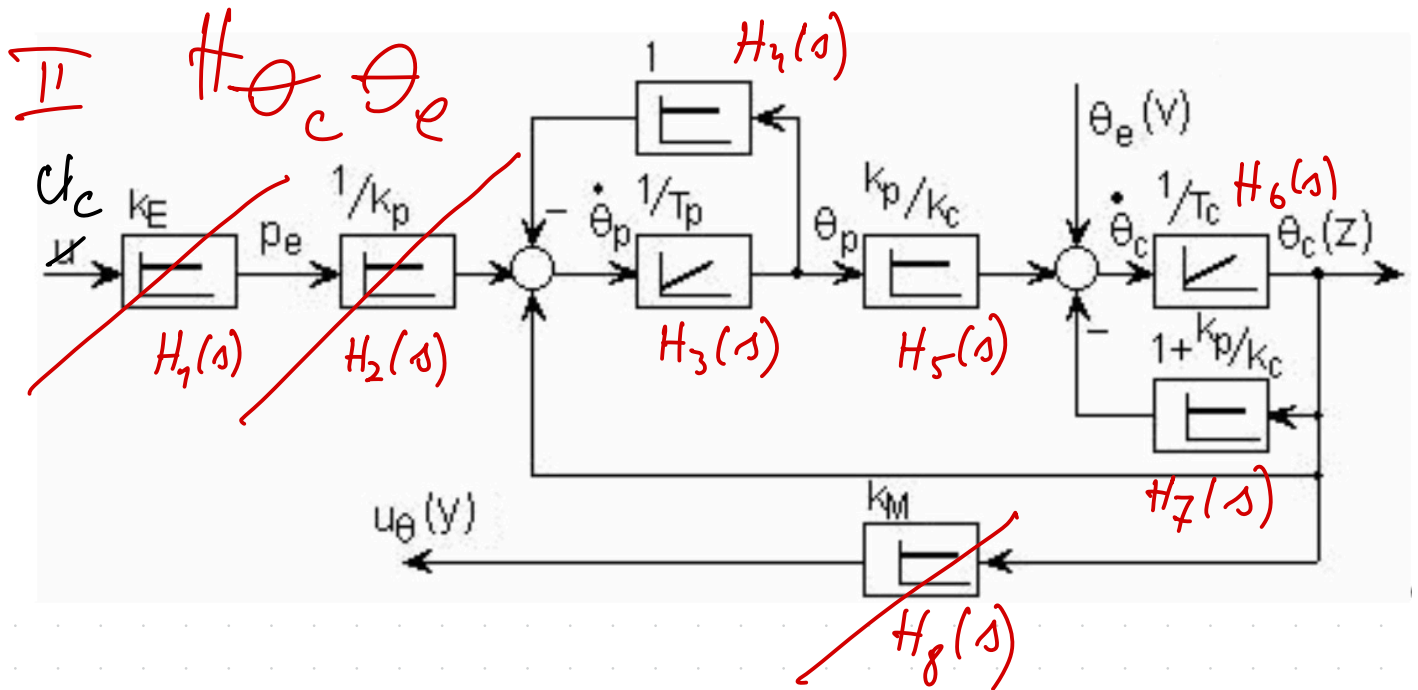 II H_θc θe
1 H4(s)
θe(v)
uc
u kE pe 1/kp − θ̇p 1/Tp θp kp/kc θ̇c 1/Tc H6(s) θc(z)
H1(s) H2(s) H3(s) H5(s) − 1+kp/kc
H7(s)
uθ(y) kM
H8(s)